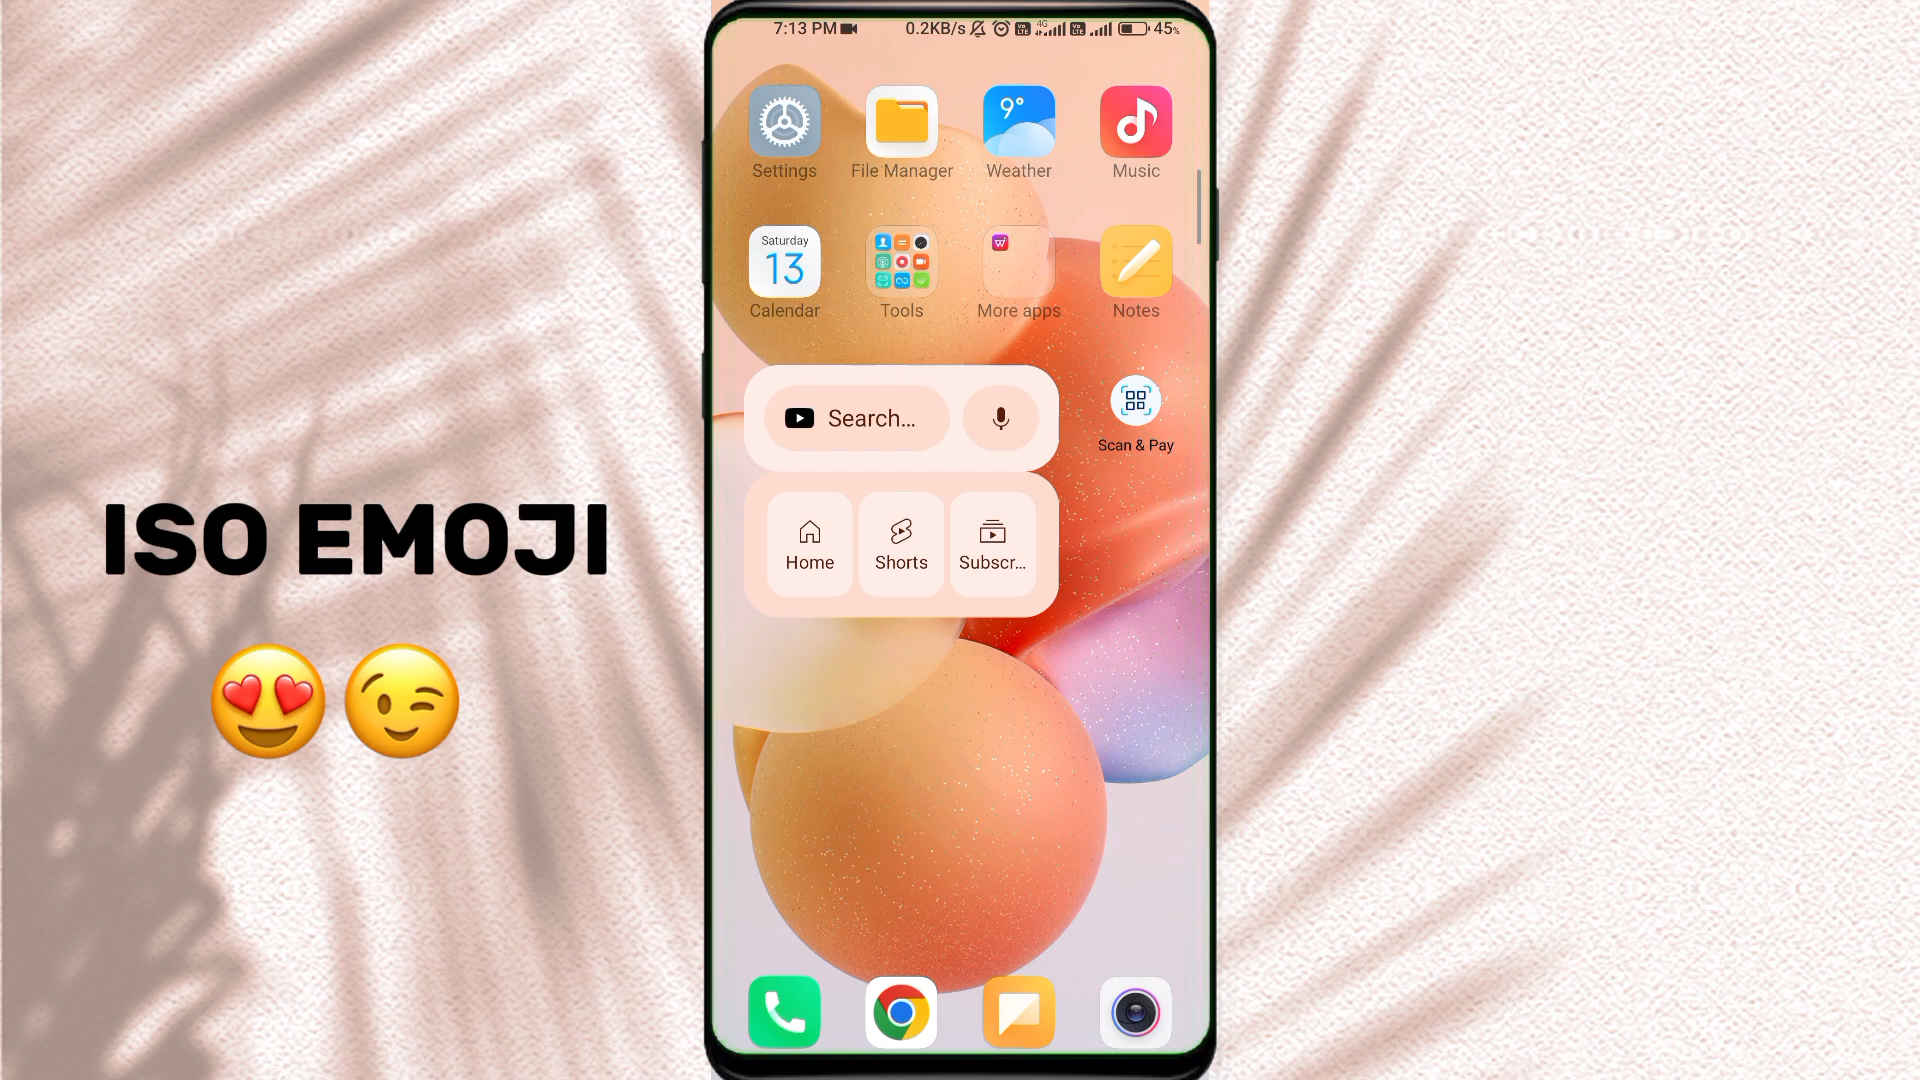 7:13 PM 0.2KB/s 4G 45%
9°
Settings File Manager Weather Music
Saturday
13
Calendar Tools More apps Notes
Search...
Scan & Pay
Home Shorts Subscr...
ISO EMOJI